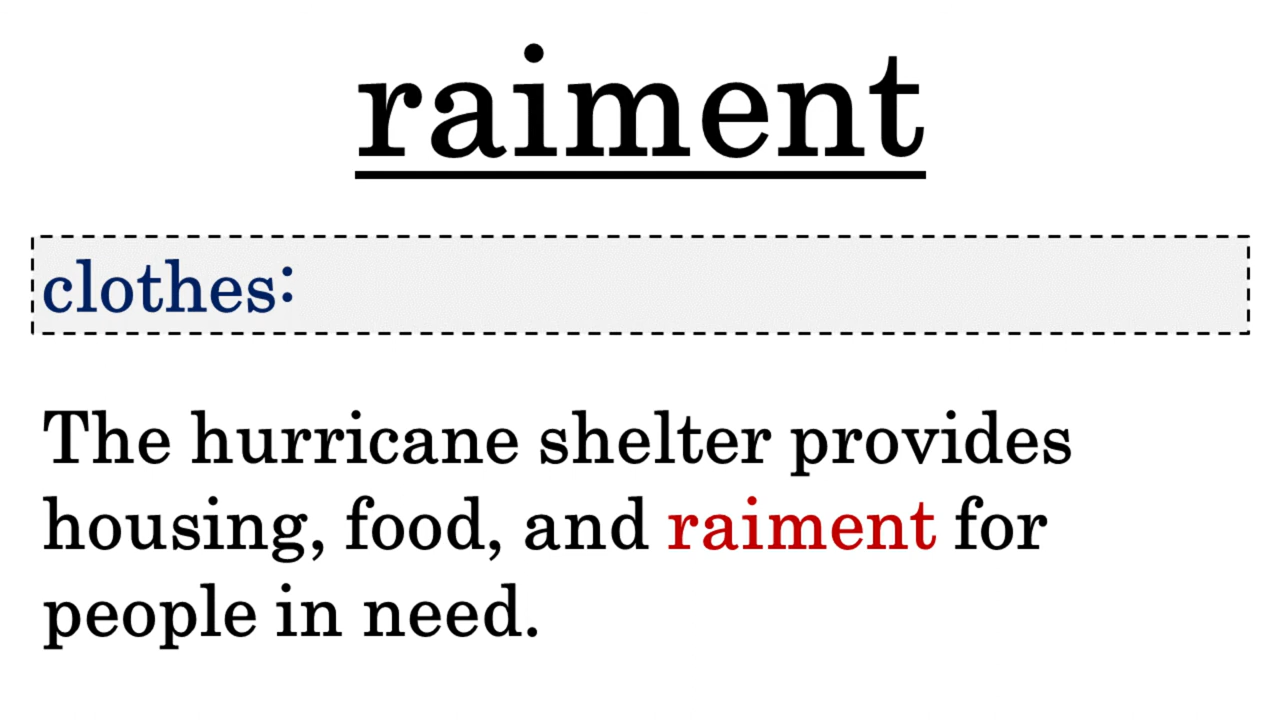 raiment
clothes:
The hurricane shelter provides
housing, food, and raiment for
people in need.